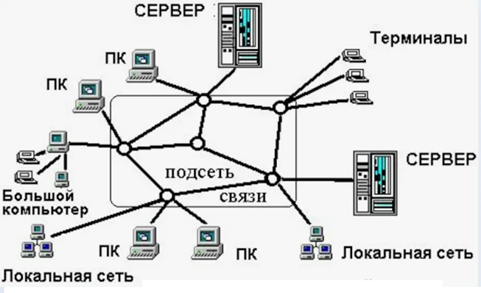 СЕРВЕР
Терминалы
ПК
ПК
СЕРВЕР
подсеть
связи
Большой
компьютер
ПК
ПК
Локальная сеть
Локальная сеть